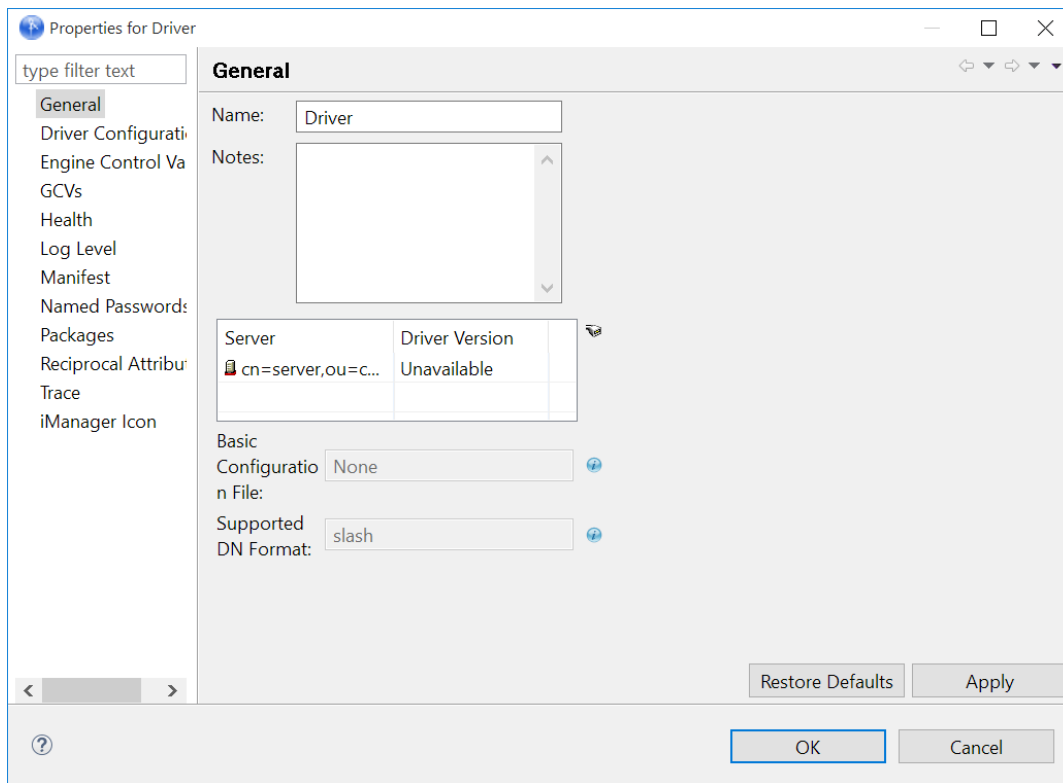 Properties for Driver
type filter text
General
Driver Configurati
Engine Control Va
GCVs
Health
Log Level
Manifest
Named Passwords
Packages
Reciprocal Attribut
Trace
iManager Icon
General
Name: Driver
Notes:
Server Driver Version
cn=server,ou=c... Unavailable
Basic
Configuratio
n File:
None
Supported
DN Format:
slash
Restore Defaults Apply
OK Cancel